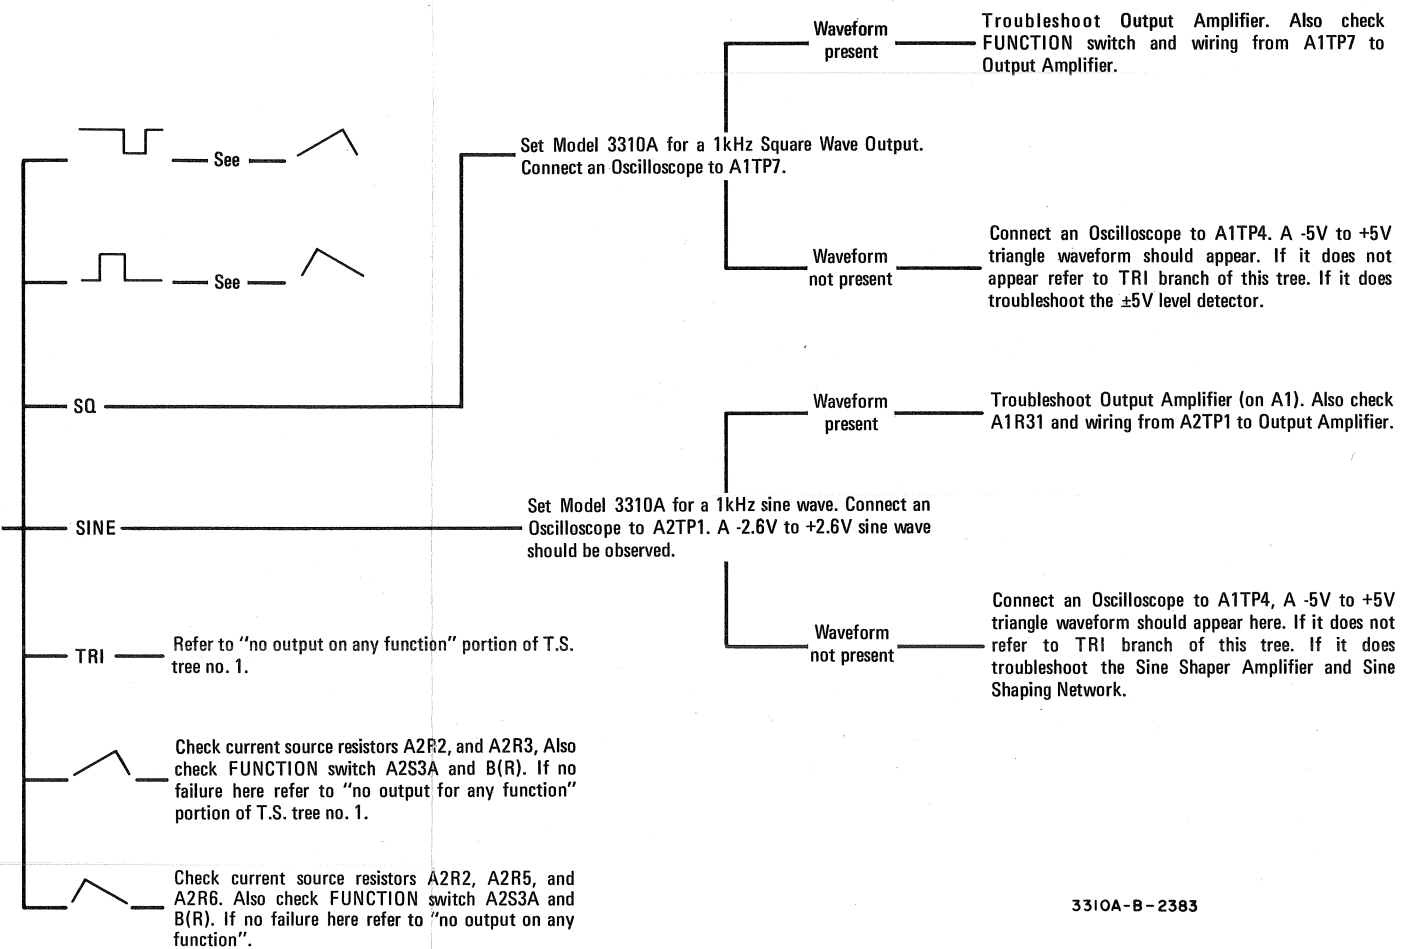 Waveform
present
Troubleshoot Output Amplifier. Also check
FUNCTION switch and wiring from A1TP7 to
Output Amplifier.
See
Set Model 3310A for a 1kHz Square Wave Output.
Connect an Oscilloscope to A1TP7.
See
Waveform
not present
Connect an Oscilloscope to A1TP4. A -5V to +5V
triangle waveform should appear. If it does not
appear refer to TRI branch of this tree. If it does
troubleshoot the ±5V level detector.
SQ
Waveform
present
Troubleshoot Output Amplifier (on A1). Also check
A1R31 and wiring from A2TP1 to Output Amplifier.
SINE
Set Model 3310A for a 1kHz sine wave. Connect an
Oscilloscope to A2TP1. A -2.6V to +2.6V sine wave
should be observed.
Waveform
not present
Connect an Oscilloscope to A1TP4, A -5V to +5V
triangle waveform should appear here. If it does not
refer to TRI branch of this tree. If it does
troubleshoot the Sine Shaper Amplifier and Sine
Shaping Network.
TRI
Refer to "no output on any function" portion of T.S.
tree no. 1.
Check current source resistors A2R2, and A2R3, Also
check FUNCTION switch A2S3A and B(R). If no
failure here refer to "no output for any function"
portion of T.S. tree no. 1.
Check current source resistors A2R2, A2R5, and
A2R6. Also check FUNCTION switch A2S3A and
B(R). If no failure here refer to "no output on any
function".
3310A-B-2383